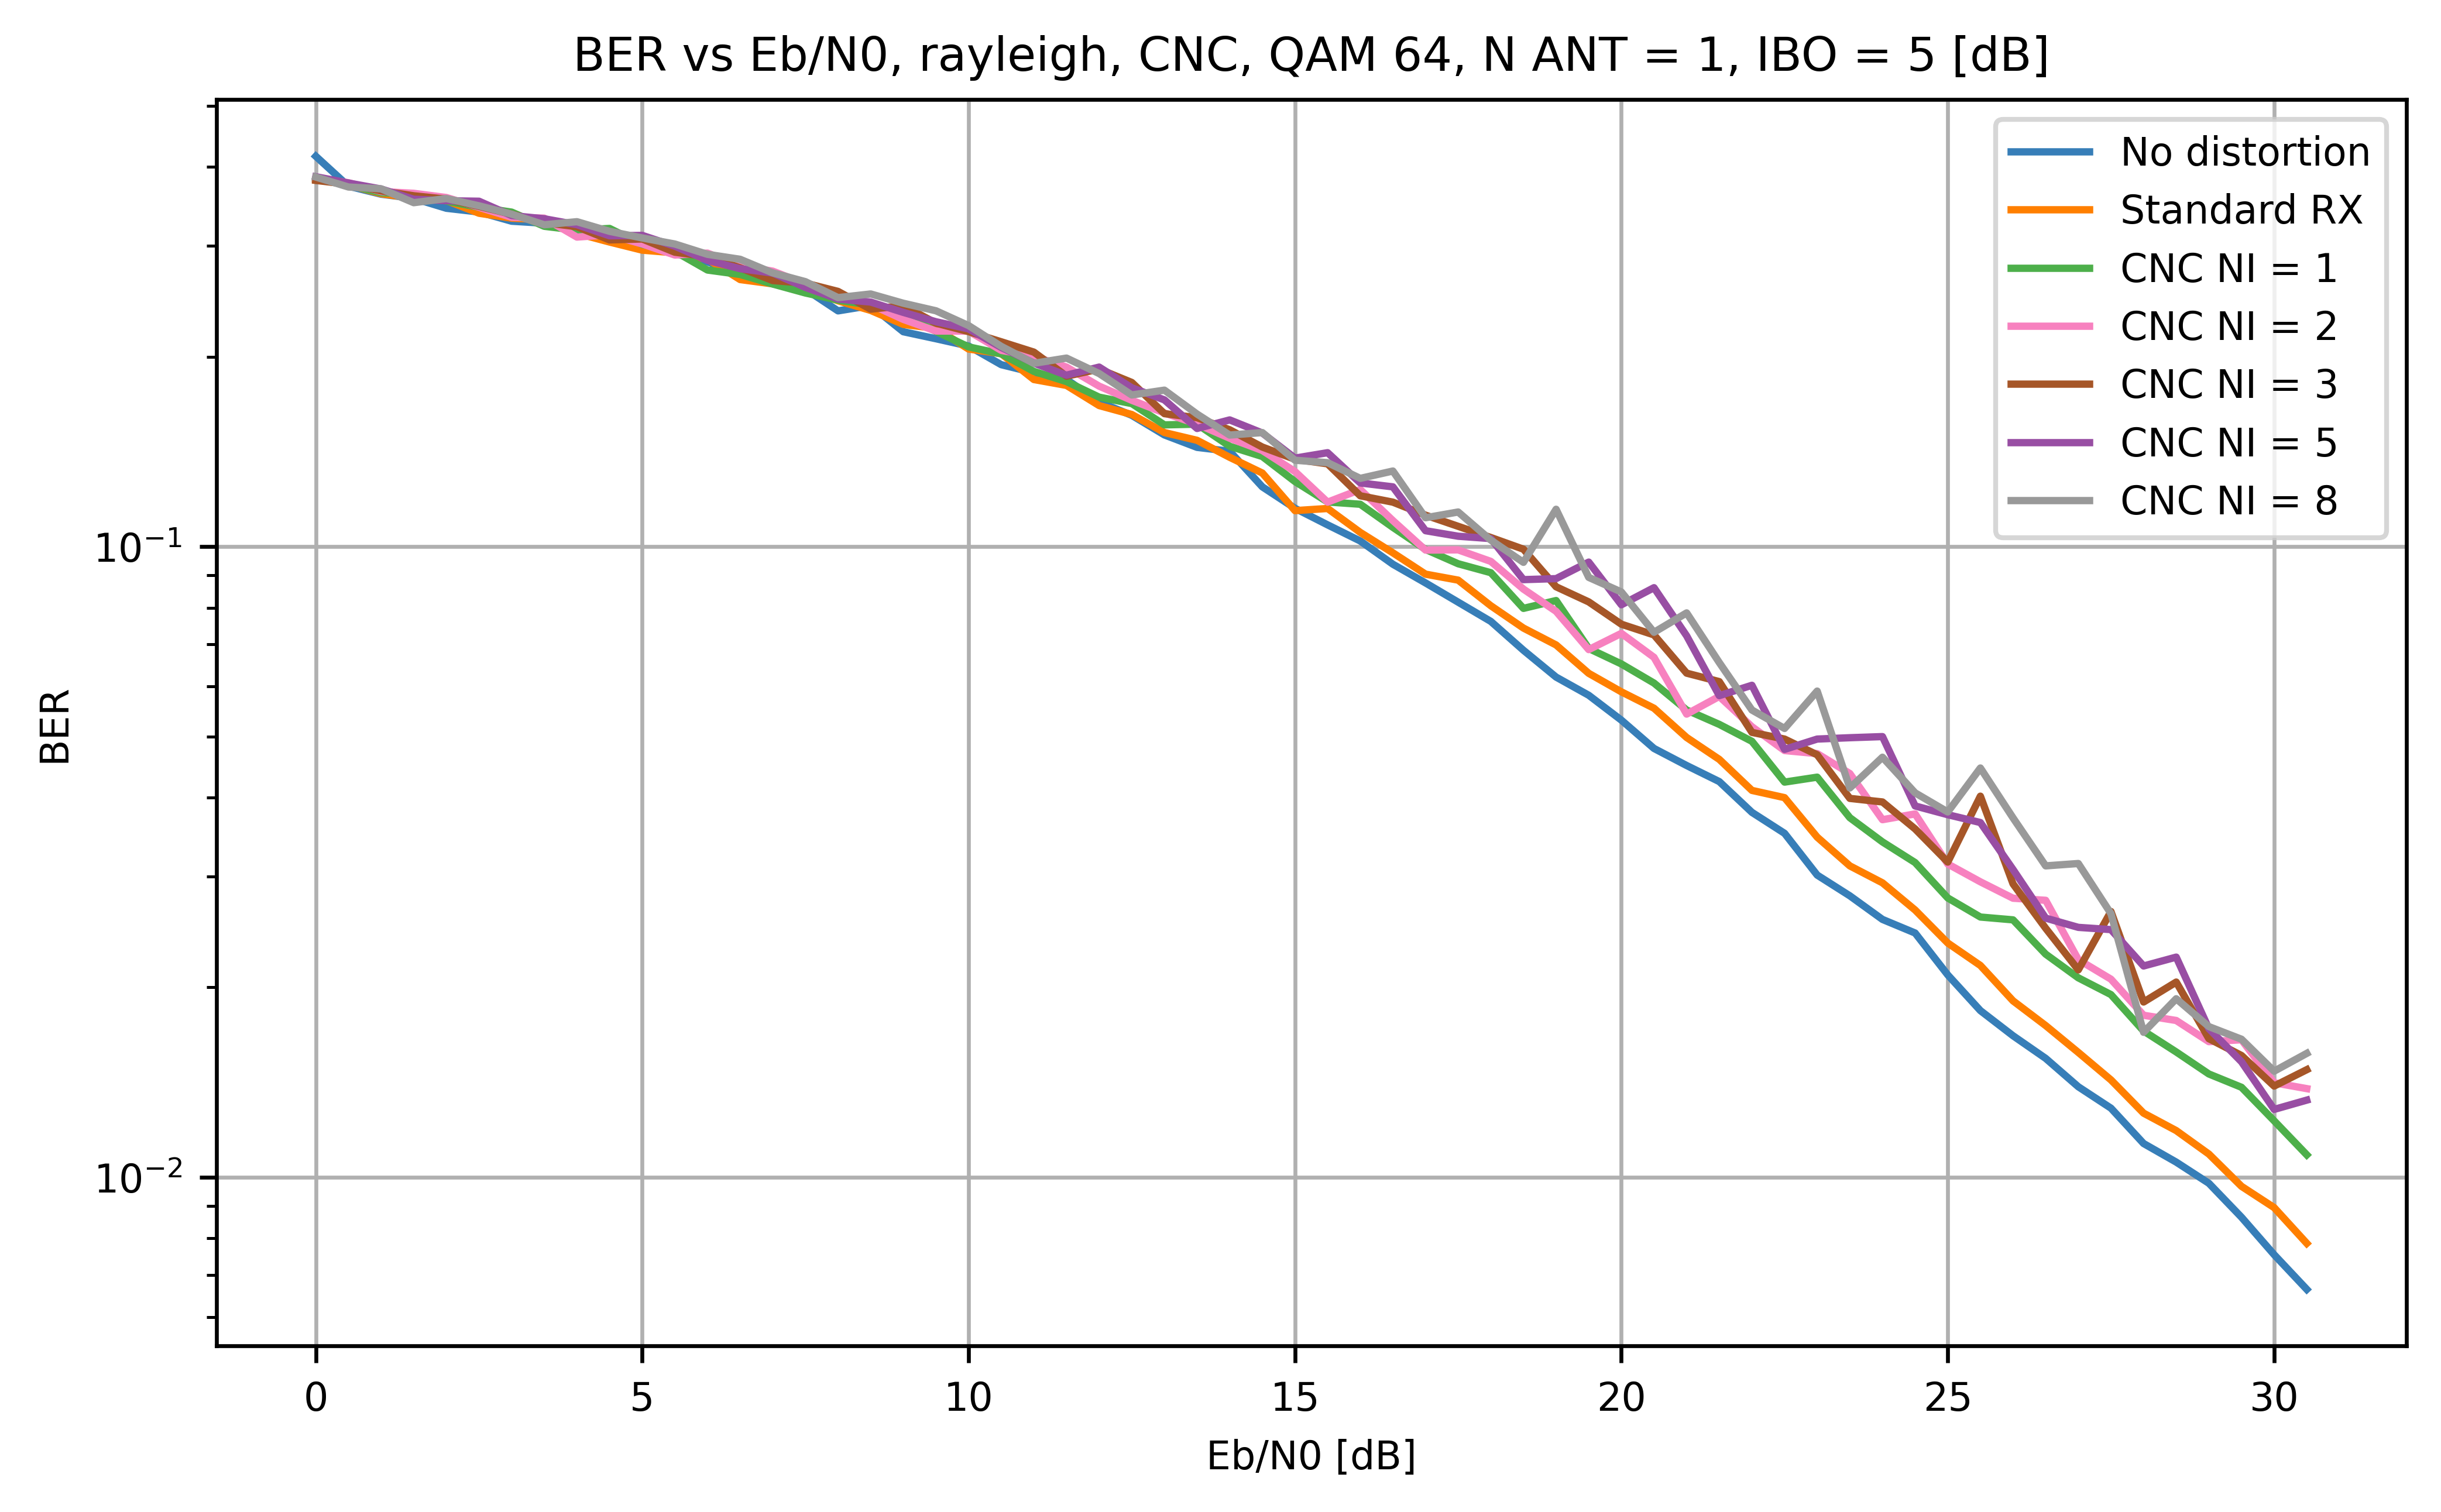 BER vs Eb/N0, rayleigh, CNC, QAM 64, N ANT = 1, IBO = 5 [dB]
No distortion
Standard RX
CNC NI = 1
CNC NI = 2
CNC NI = 3
CNC NI = 5
CNC NI = 8
BER
10⁻¹
10⁻²
0 5 10 15 20 25 30
Eb/N0 [dB]